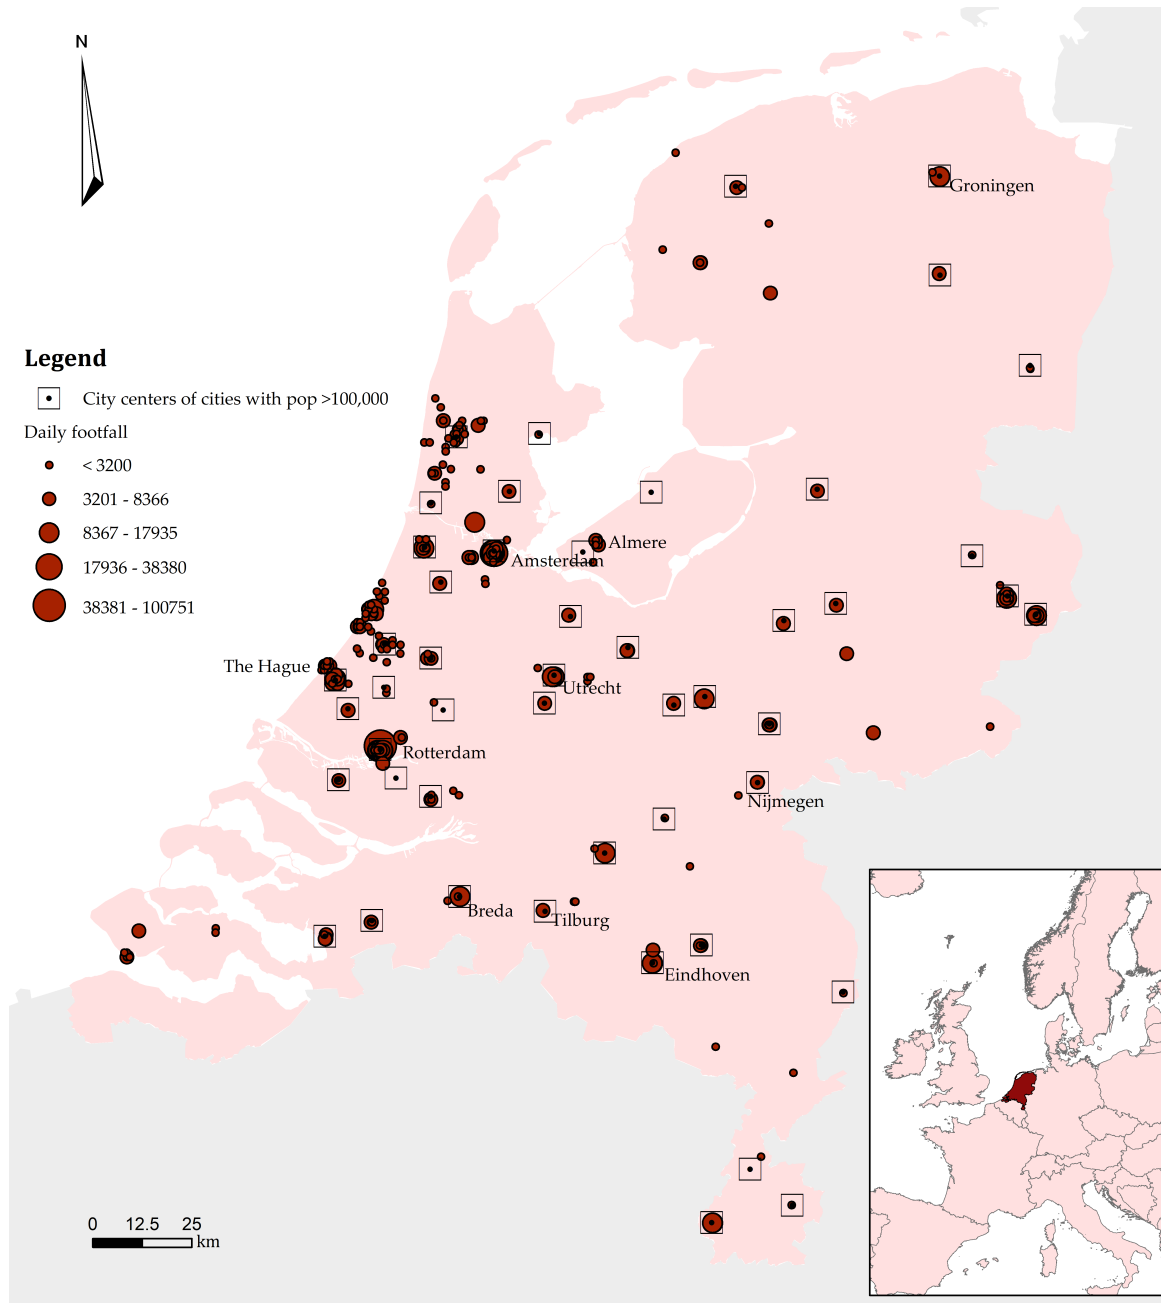 N
Groningen
Legend
City centers of cities with pop >100,000
Daily footfall
< 3200
3201 - 8366
8367 - 17935
17936 - 38380
38381 - 100751
Almere
Amsterdam
The Hague
Utrecht
Rotterdam
Nijmegen
Breda
Tilburg
Eindhoven
0 12.5 25
km